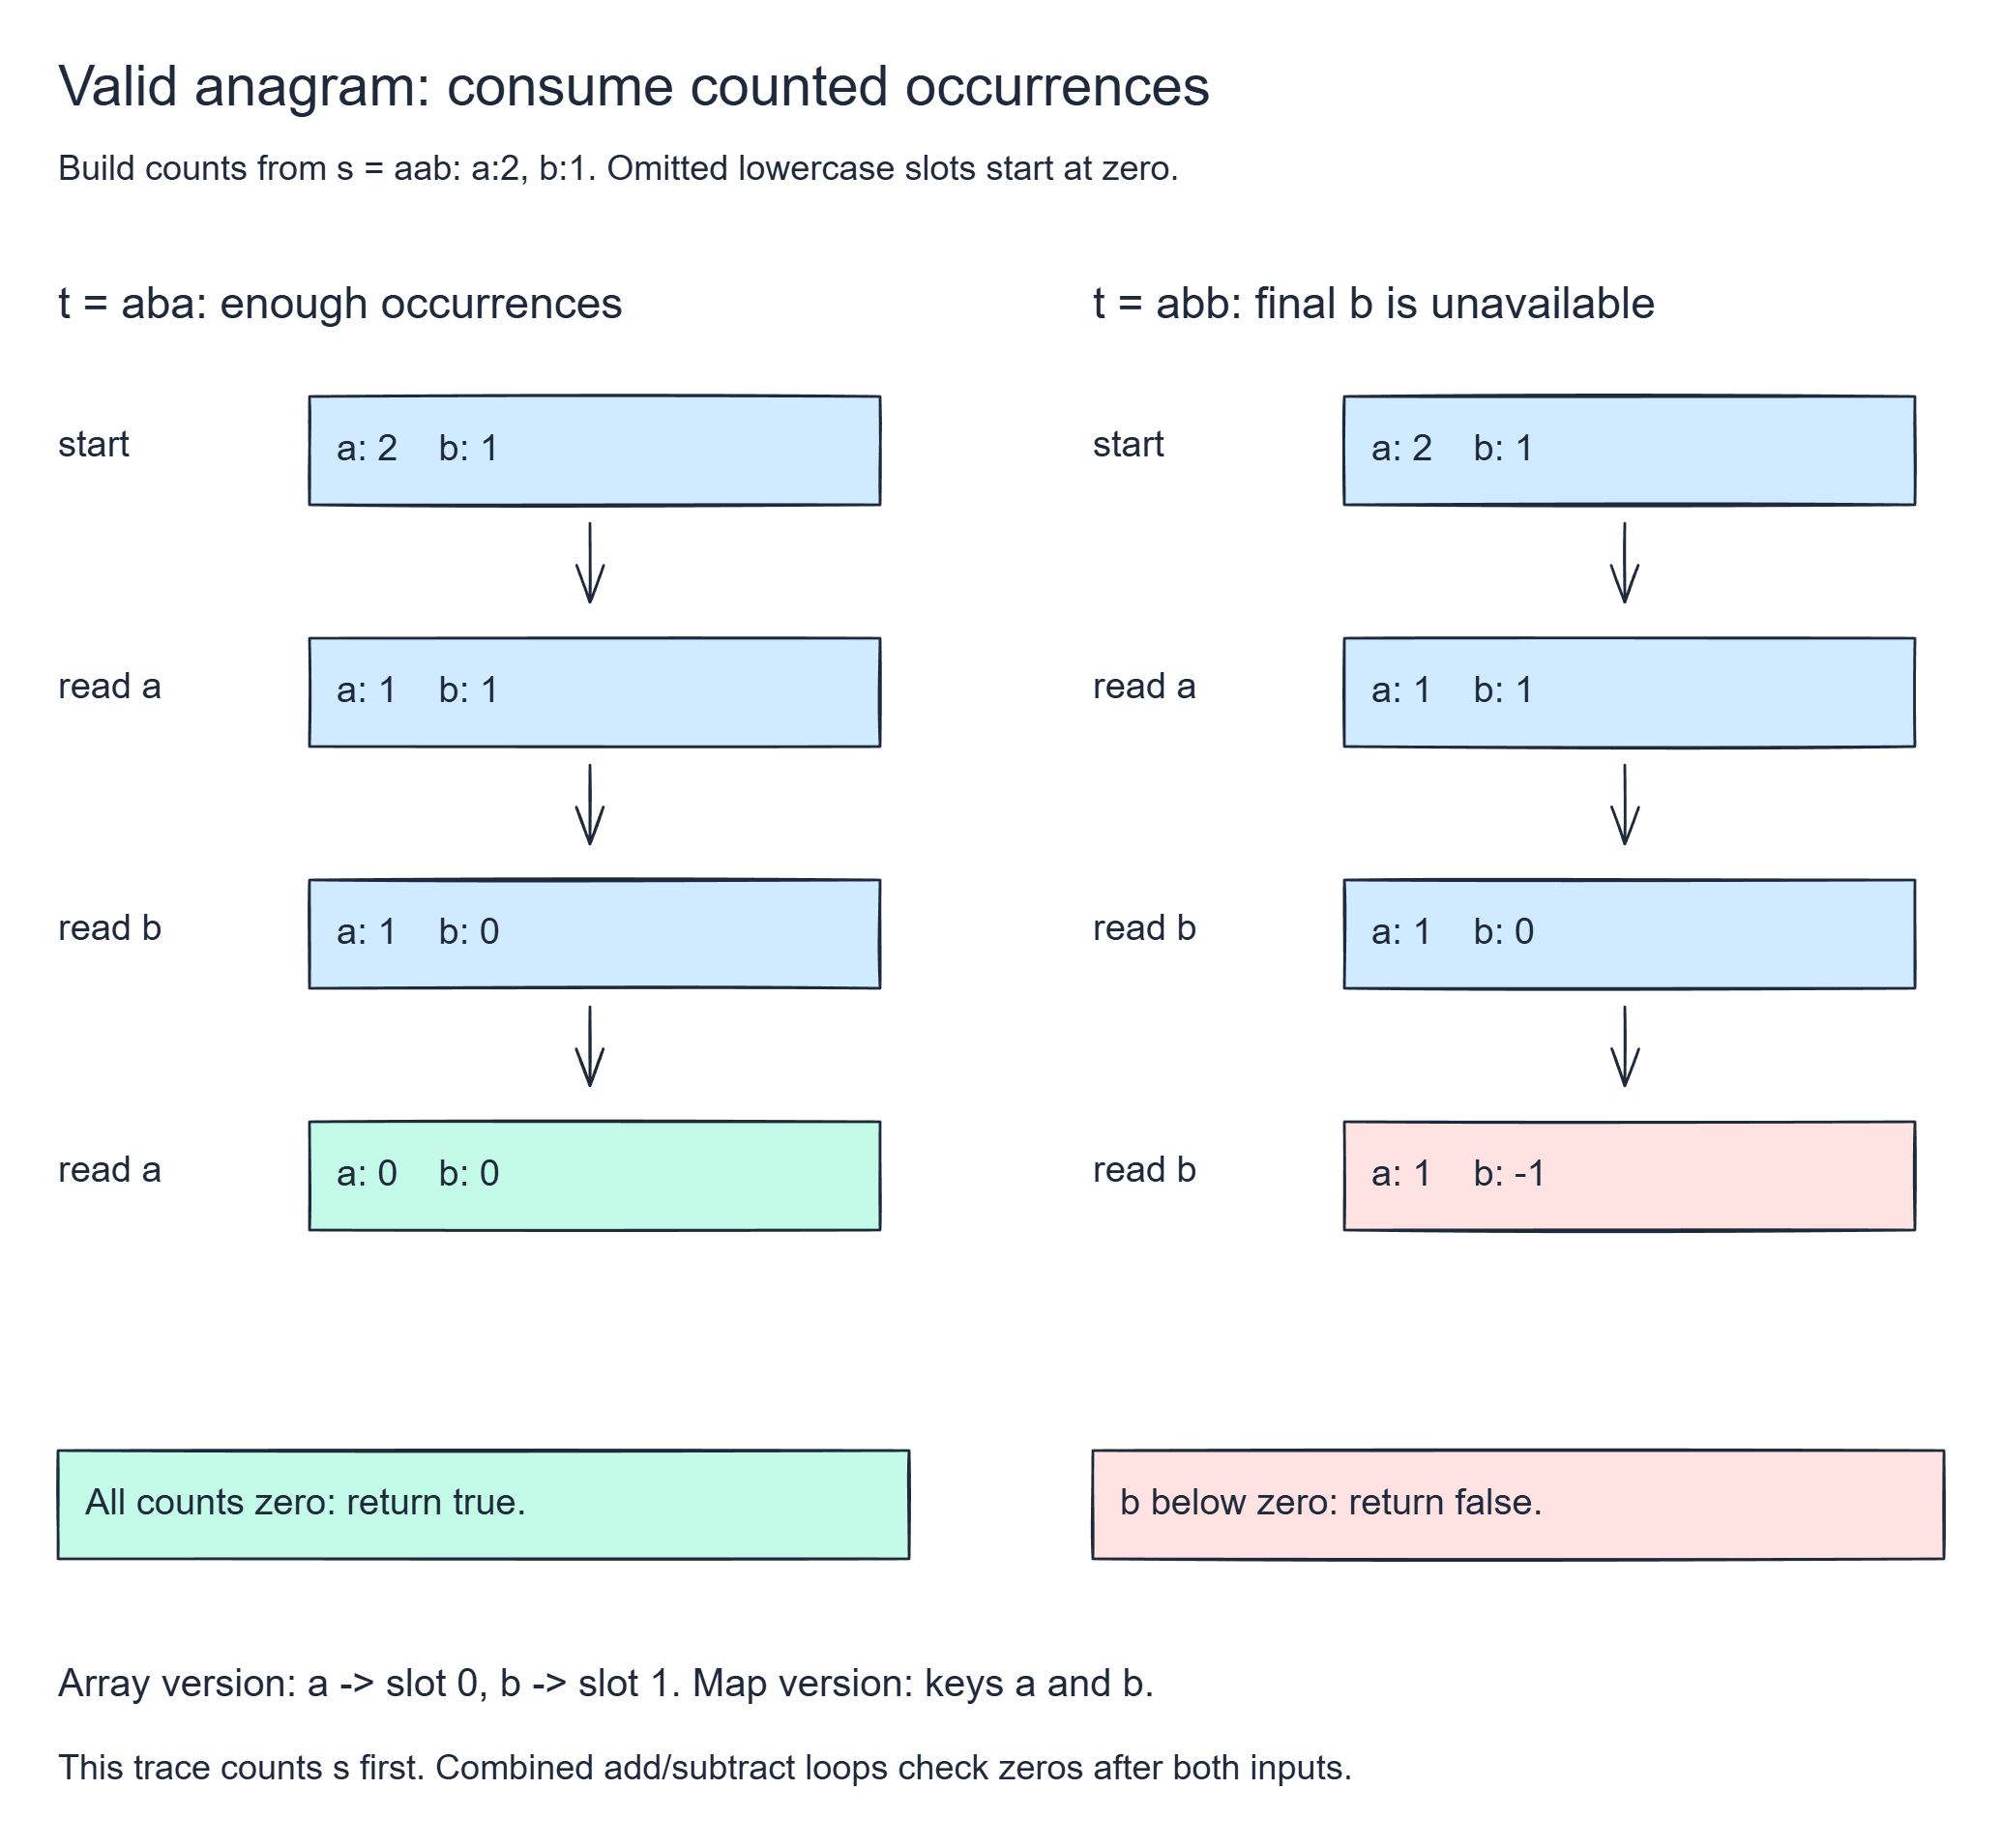 Valid anagram: consume counted occurrences
Build counts from s = aab: a:2, b:1. Omitted lowercase slots start at zero.
t = aba: enough occurrences
start
a: 2    b: 1
read a
a: 1    b: 1
read b
a: 1    b: 0
read a
a: 0    b: 0
All counts zero: return true.
t = abb: final b is unavailable
start
a: 2    b: 1
read a
a: 1    b: 1
read b
a: 1    b: 0
read b
a: 1    b: -1
b below zero: return false.
Array version: a -> slot 0, b -> slot 1. Map version: keys a and b.
This trace counts s first. Combined add/subtract loops check zeros after both inputs.